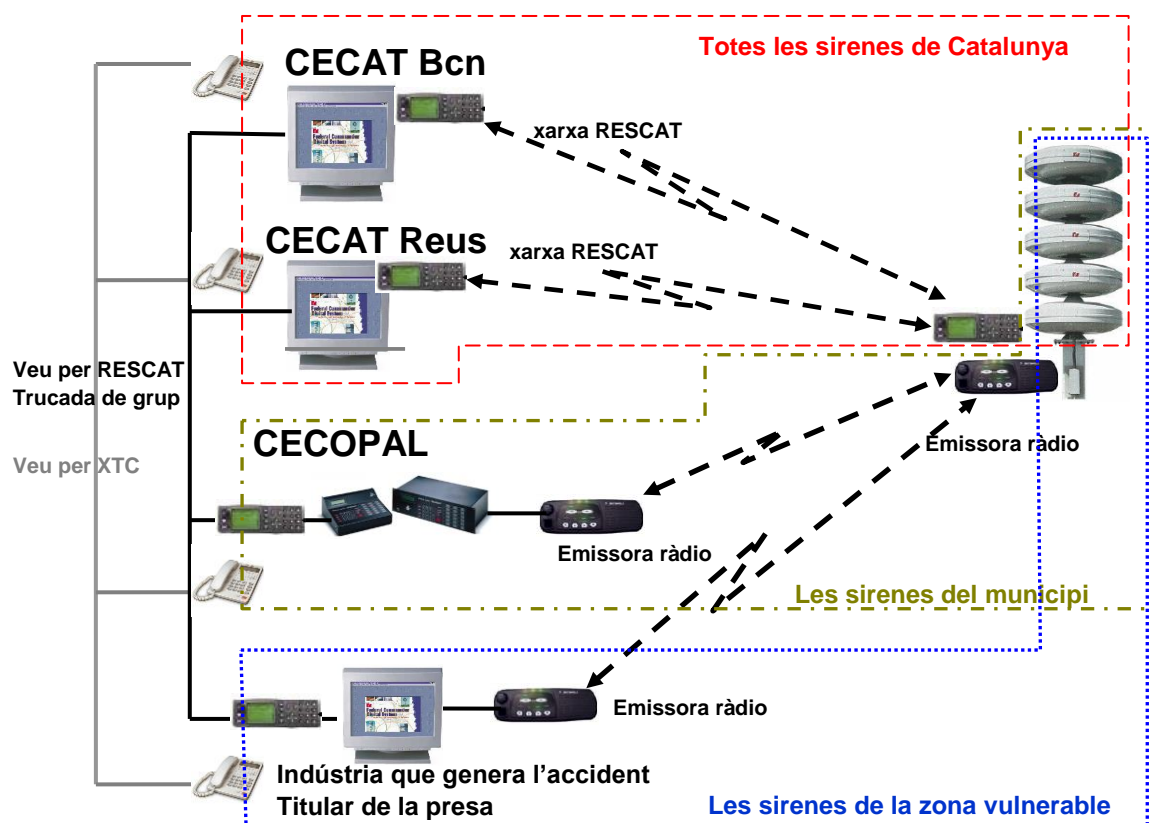 Totes les sirenes de Catalunya
CECAT Bcn
xarxa RESCAT
CECAT Reus
xarxa RESCAT
Veu per RESCAT
Trucada de grup
Veu per XTC
CECOPAL
Emissora ràdio
Emissora ràdio
Les sirenes del municipi
Emissora ràdio
Indústria que genera l’accident
Titular de la presa
Les sirenes de la zona vulnerable